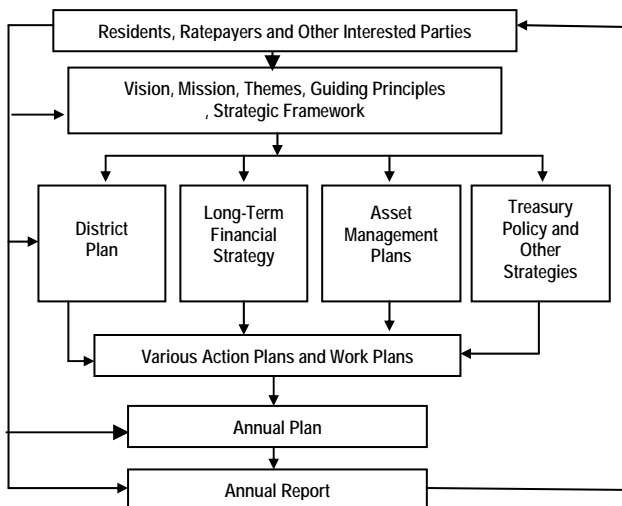 Residents, Ratepayers and Other Interested Parties
Vision, Mission, Themes, Guiding Principles
, Strategic Framework
District
Plan
Long-Term
Financial
Strategy
Asset
Management
Plans
Treasury
Policy and
Other
Strategies
Various Action Plans and Work Plans
Annual Plan
Annual Report